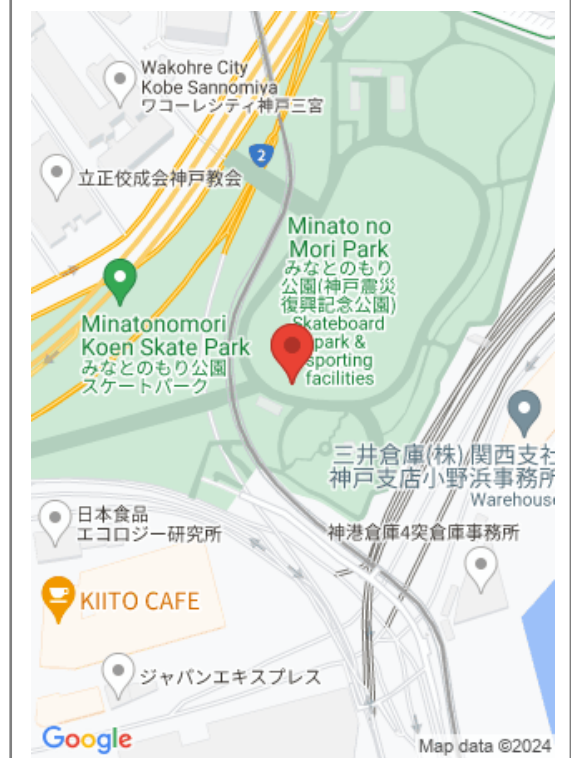 Wakohre City
Kobe Sannomiya
ワコーレシティ神戸三宮
2
立正佼成会神戸教会
Minato no
Mori Park
みなとのもり
公園(神戸震災
復興記念公園)
Skateboard
park &
sporting
facilities
Minatonomori
Koen Skate Park
みなとのもり公園
スケートパーク
三井倉庫(株)関西支社
神戸支店小野浜事務所
Warehouse
日本食品
エコロジー研究所
神港倉庫4突倉庫事務所
KIITO CAFE
ジャパンエキスプレス
Google
Map data ©2024